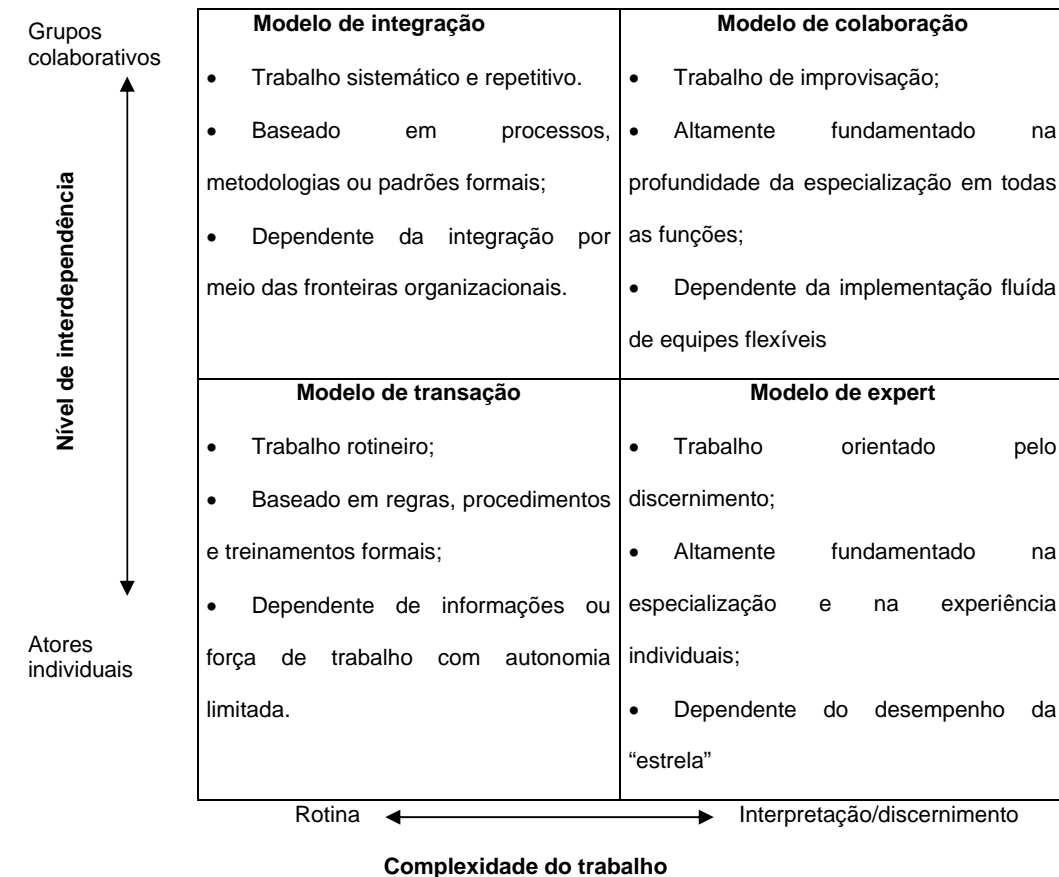 Grupos
colaborativos
Nível de interdependência
Atores
individuais
Modelo de integração
• Trabalho sistemático e repetitivo.
• Baseado em processos,
metodologias ou padrões formais;
• Dependente da integração por
meio das fronteiras organizacionais.
Modelo de colaboração
• Trabalho de improvisação;
• Altamente fundamentado na
profundidade da especialização em todas
as funções;
• Dependente da implementação fluída
de equipes flexíveis
Modelo de transação
• Trabalho rotineiro;
• Baseado em regras, procedimentos
e treinamentos formais;
• Dependente de informações ou
força de trabalho com autonomia
limitada.
Modelo de expert
• Trabalho orientado pelo
discernimento;
• Altamente fundamentado na
especialização e na experiência
individuais;
• Dependente do desempenho da
“estrela”
Rotina
Interpretação/discernimento
Complexidade do trabalho